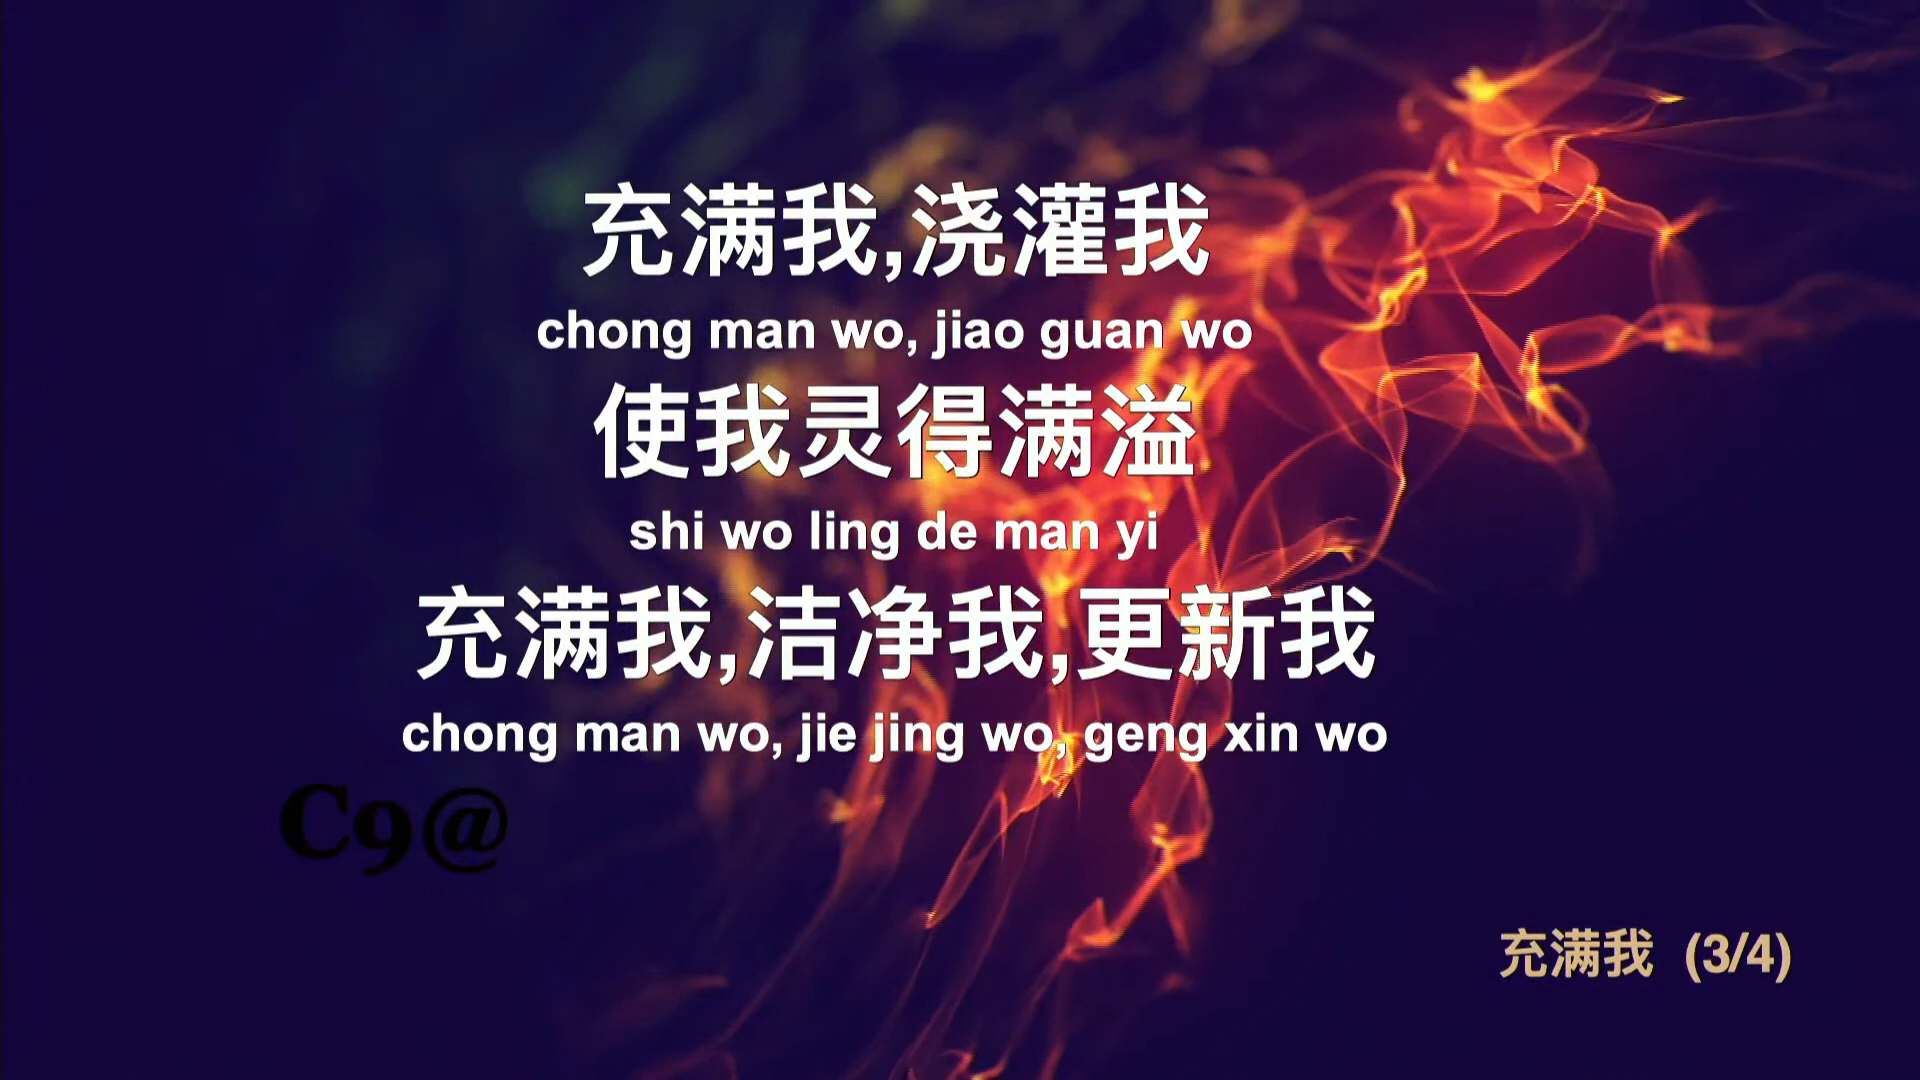 充满我,浇灌我
chong man wo, jiao guan wo
使我灵得满溢
shi wo ling de man yi
充满我,洁净我,更新我
chong man wo, jie jing wo, geng xin wo
C9@
充满我 (3/4)